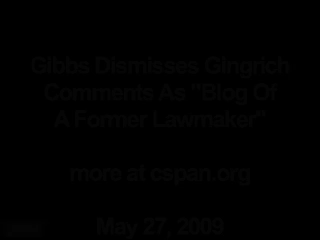 Gibbs Dismisses Gingrich
Comments As "Blog Of
A Former Lawmaker"
more at cspan.org
May 27, 2009